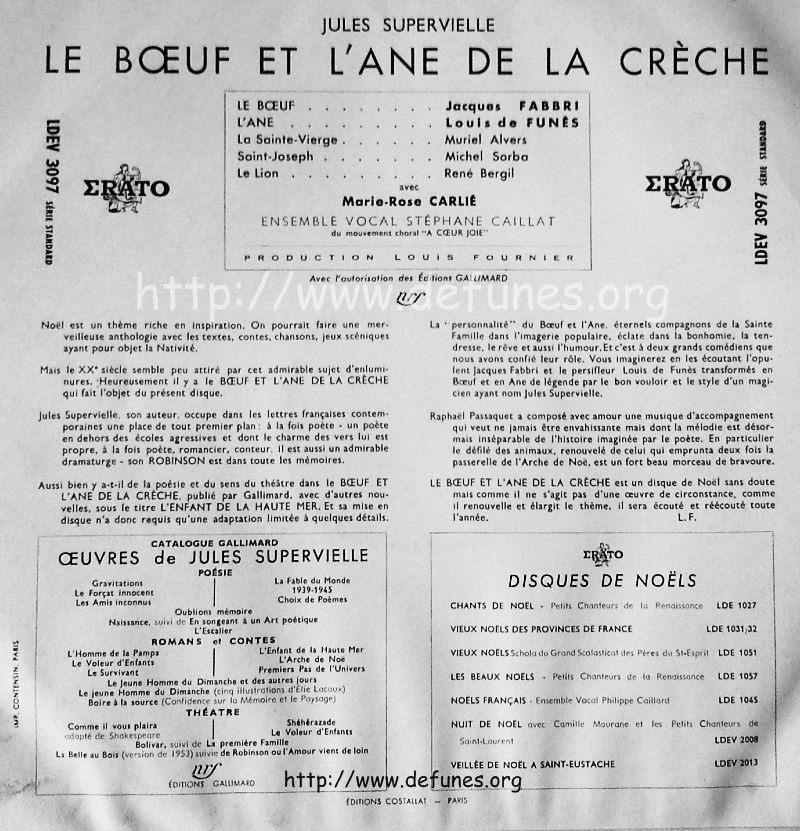 JULES SUPERVIELLE
LE BŒUF ET L'ANE DE LA CRÈCHE
LE BŒUF . . . . . . . . Jacques FABBRI
L'ANE . . . . . . . . . Louis de FUNÈS
La Sainte-Vierge . . . . . . Muriel Alvers
Saint-Joseph . . . . . . . Michel Sorba
Le Lion . . . . . . . . . René Bergil
avec
Marie-Rose CARLIÉ
ENSEMBLE VOCAL STÉPHANE CAILLAT
du mouvement choral "A CŒUR JOIE"
PRODUCTION LOUIS FOURNIER
LDEV 3097 SÉRIE STANDARD
ERATO
ERATO
LDEV 3097 SÉRIE STANDARD
Avec l'autorisation des Éditions GALLIMARD
nrf
http://www.defunes.org
Noël est un thème riche en inspiration. On pourrait faire une mer-
veilleuse anthologie avec les textes, contes, chansons, jeux scéniques
ayant pour objet la Nativité.
Mais le XXe siècle semble peu attiré par cet admirable sujet d'enlumi-
nures. Heureusement il y a le BŒUF ET L'ANE DE LA CRÈCHE
qui fait l'objet du présent disque.
Jules Supervielle, son auteur, occupe dans les lettres françaises contem-
poraines une place de tout premier plan : à la fois poète - un poète
en dehors des écoles agressives et dont le charme des vers lui est
propre, à la fois poète, romancier, conteur, il est aussi un admirable
dramaturge - son ROBINSON est dans toute les mémoires.
Aussi bien y a-t-il de la poésie et du sens du théâtre dans le BŒUF ET
L'ANE DE LA CRÈCHE, publié par Gallimard, avec d'autres nou-
velles, sous le titre L'ENFANT DE LA HAUTE MER. Et sa mise en
disque n'a donc requis qu'une adaptation limitée à quelques détails.
La "personnalité" du Bœuf et l'Ane, éternels compagnons de la Sainte
Famille dans l'imagerie populaire, éclate dans la bonhomie, la ten-
dresse, le rêve et aussi l'humour. Et c'est à deux grands comédiens que
nous avons confié leur rôle. Vous imaginerez en les écoutant l'opu-
lent Jacques Fabbri et le persifleur Louis de Funès transformés en
Bœuf et en Ane de légende par le bon vouloir et le style d'un magi-
cien ayant nom Jules Supervielle.
Raphaël Passaquet a composé avec amour une musique d'accompagnement
qui veut ne jamais être envahissante mais dont la mélodie est désor-
mais inséparable de l'histoire imaginée par le poète. En particulier
le défilé des animaux, renouvelé de celui qui emprunta deux fois la
passerelle de l'Arche de Noë, est un fort beau morceau de bravoure.
LE BŒUF ET L'ANE DE LA CRÈCHE est un disque de Noël sans doute
mais comme il ne s'agit pas d'une œuvre de circonstance, comme
il renouvelle et élargit le thème, il sera écouté et réécouté toute
l'année. L.F.
CATALOGUE GALLIMARD
ŒUVRES de JULES SUPERVIELLE
POÉSIE
Gravitations
Le Forçat innocent
Les Amis inconnus
La Fable du Monde
1939-1945
Choix de Poèmes
Oublieuse mémoire
Naissance, suivi de En songeant à un Art poétique
L'Escalier
ROMANS et CONTES
L'Homme de la Pampa
Le Voleur d'Enfants
Le Survivant
L'Enfant de la Haute Mer
L'Arche de Noë
Premiers Pas de l'Univers
Le Jeune Homme du Dimanche et des autres jours
Le jeune Homme du Dimanche (cinq illustrations d'Élie Lacaux)
Boire à la source (Confidence sur la Mémoire et le Paysage)
THÉATRE
Comme il vous plaira
adapté de Shakespeare
Shéhérazade
Le Voleur d'Enfants
Bolivar, suivi de La première Famille
La Belle au Bois (version de 1953) suivie de Robinson ou l'Amour vient de loin
nrf
ÉDITIONS GALLIMARD
ERATO
DISQUES DE NOËLS
CHANTS DE NOËL - Petits Chanteurs de la Renaissance LDE 1027
VIEUX NOËLS DES PROVINCES DE FRANCE LDE 1031/32
VIEUX NOËLS Schola du Grand Scolasticat des Pères du St-Esprit LDE 1051
LES BEAUX NOËLS - Petits Chanteurs de la Renaissance LDE 1057
NOËLS FRANÇAIS - Ensemble Vocal Philippe Caillard LDE 1045
NUIT DE NOËL avec Camille Maurane et les Petits Chanteurs de
Saint-Laurent LDEV 2008
VEILLÉE DE NOËL A SAINT-EUSTACHE LDEV 2013
IMP. CONTENSIN, PARIS
http://www.defunes.org
ÉDITIONS COSTALLAT — PARIS